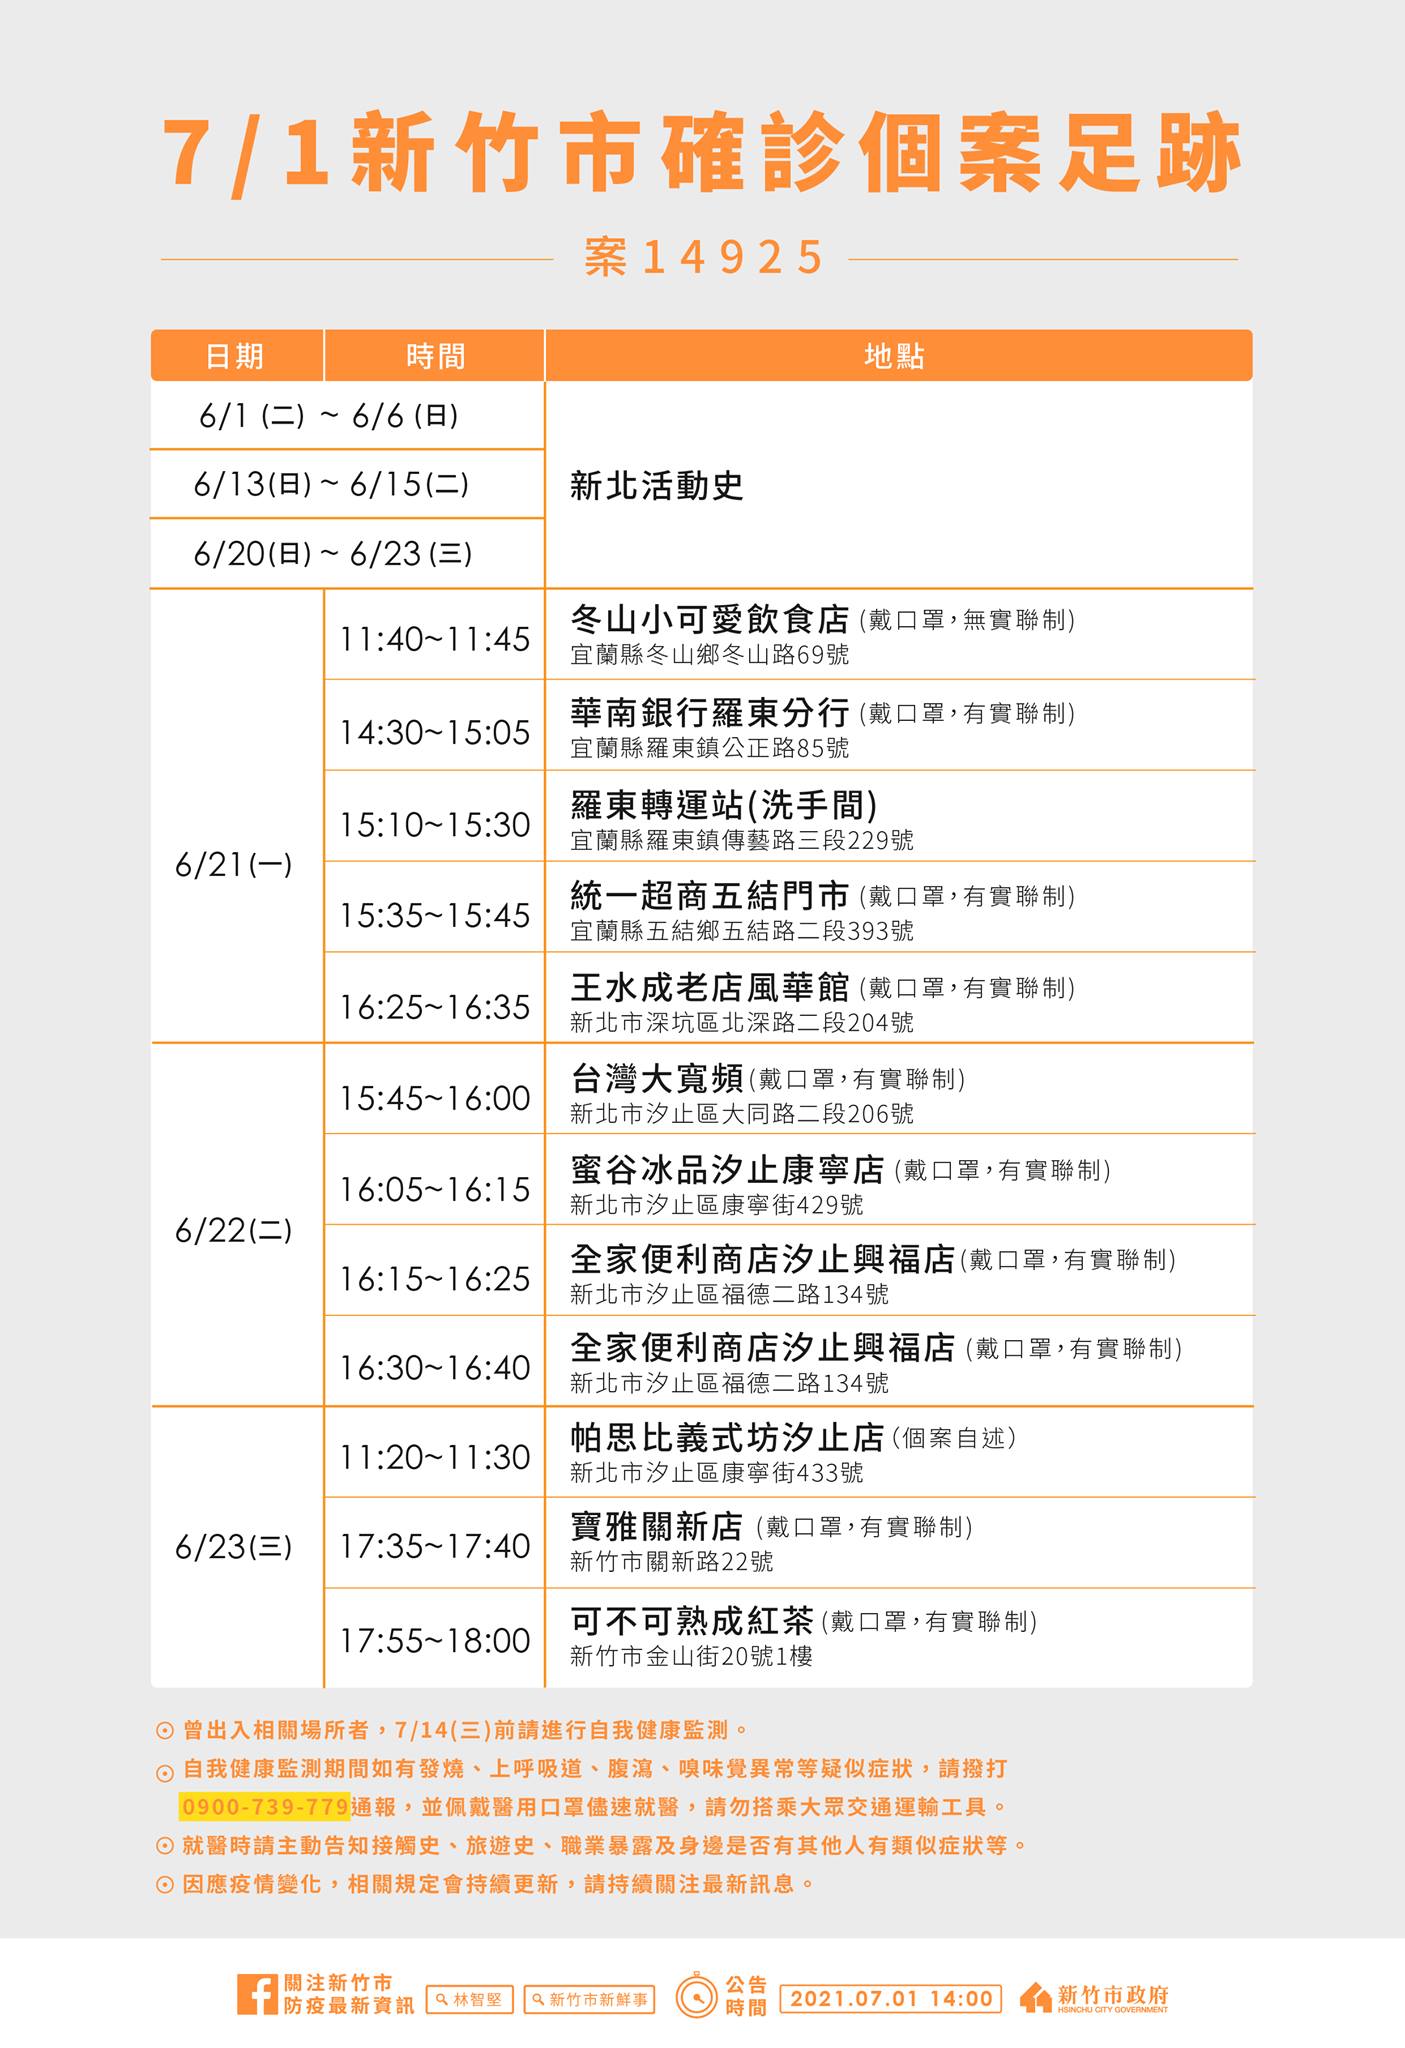 7/1新竹市確診個案足跡
案14925
日期 時間 地點
6/1 (二) ~ 6/6 (日)
6/13(日) ~ 6/15(二)
6/20(日) ~ 6/23 (三)
新北活動史
6/21(一)
11:40~11:45
冬山小可愛飲食店 (戴口罩，無實聯制)
宜蘭縣冬山鄉冬山路69號
14:30~15:05
華南銀行羅東分行 (戴口罩，有實聯制)
宜蘭縣羅東鎮公正路85號
15:10~15:30
羅東轉運站(洗手間)
宜蘭縣羅東鎮傳藝路三段229號
15:35~15:45
統一超商五結門市 (戴口罩，有實聯制)
宜蘭縣五結鄉五結路二段393號
16:25~16:35
王水成老店風華館 (戴口罩，有實聯制)
新北市深坑區北深路二段204號
6/22(二)
15:45~16:00
台灣大寬頻(戴口罩，有實聯制)
新北市汐止區大同路二段206號
16:05~16:15
蜜谷冰品汐止康寧店 (戴口罩，有實聯制)
新北市汐止區康寧街429號
16:15~16:25
全家便利商店汐止興福店(戴口罩，有實聯制)
新北市汐止區福德二路134號
16:30~16:40
全家便利商店汐止興福店 (戴口罩，有實聯制)
新北市汐止區福德二路134號
6/23(三)
11:20~11:30
帕思比義式坊汐止店（個案自述）
新北市汐止區康寧街433號
17:35~17:40
寶雅關新店 (戴口罩，有實聯制)
新竹市關新路22號
17:55~18:00
可不可熟成紅茶 (戴口罩，有實聯制)
新竹市金山街20號1樓
⊙ 曾出入相關場所者，7/14(三)前請進行自我健康監測。
⊙ 自我健康監測期間如有發燒、上呼吸道、腹瀉、嗅味覺異常等疑似症狀，請撥打
0900-739-779通報，並佩戴醫用口罩儘速就醫，請勿搭乘大眾交通運輸工具。
⊙ 就醫時請主動告知接觸史、旅遊史、職業暴露及身邊是否有其他人有類似症狀等。
⊙ 因應疫情變化，相關規定會持續更新，請持續關注最新訊息。
關注新竹市
防疫最新資訊
林智堅
新竹市新鮮事
公告
時間
2021.07.01 14:00
新竹市政府
HSINCHU CITY GOVERNMENT